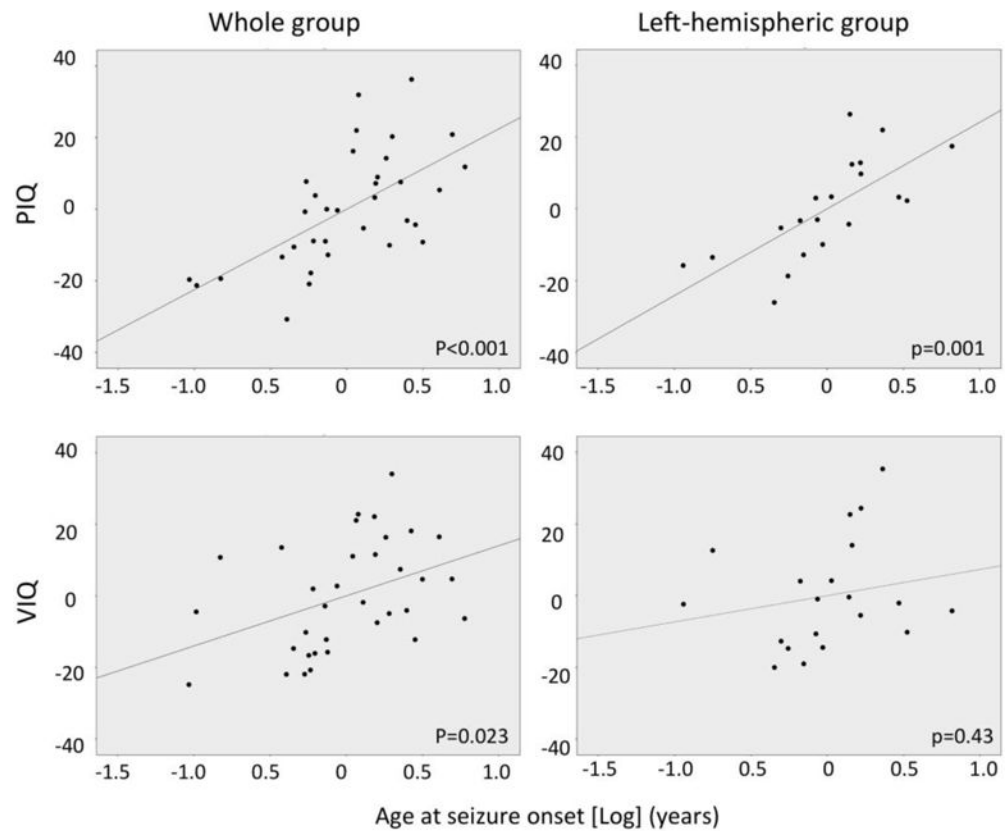 Whole group
Left-hemispheric group
PIQ
40
20
0
-20
-40
P<0.001
-1.5 -1.0 0.5 0 0.5 1.0
40
20
0
-20
-40
p=0.001
-1.5 -1.0 0.5 0 0.5 1.0
VIQ
40
20
0
-20
-40
P=0.023
-1.5 -1.0 0.5 0 0.5 1.0
40
20
0
-20
-40
p=0.43
-1.5 -1.0 0.5 0 0.5 1.0
Age at seizure onset [Log] (years)